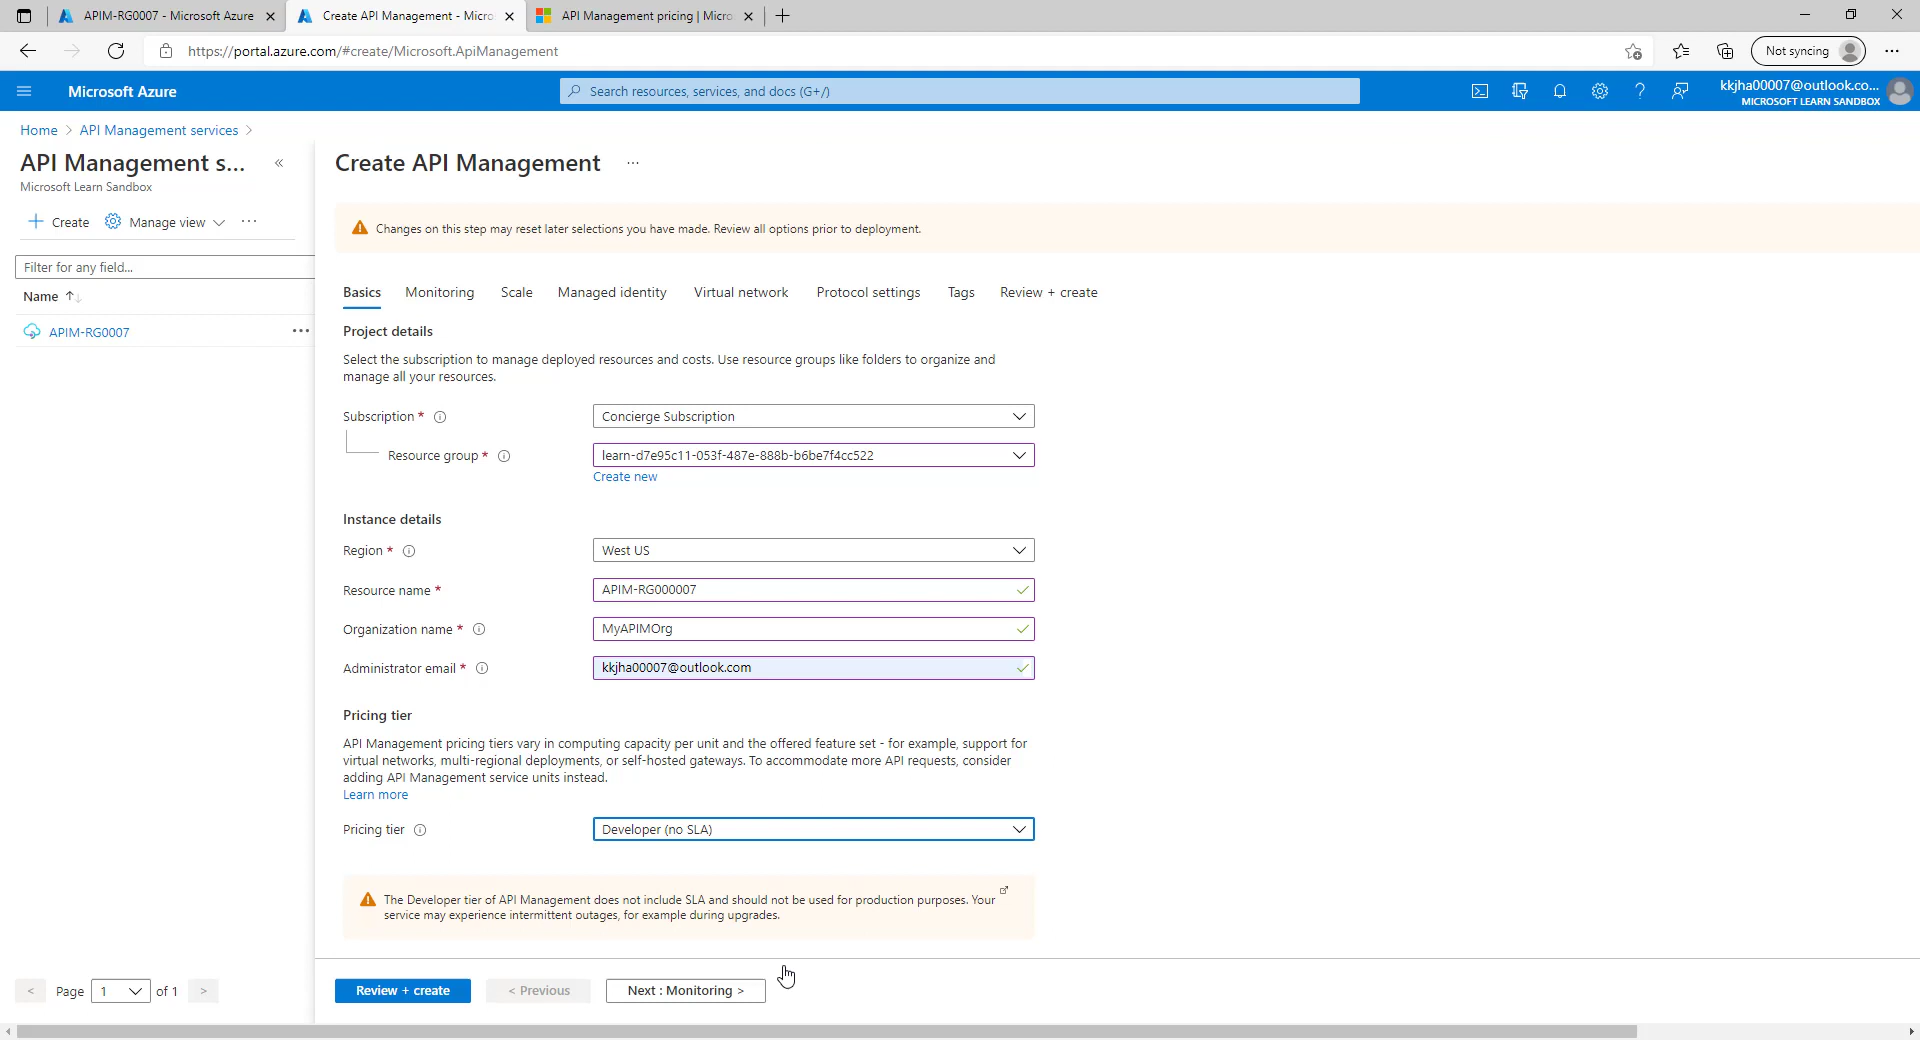 APIM-RG0007 - Microsoft Azure
Create API Management - Micro
API Management pricing | Micro
https://portal.azure.com/#create/Microsoft.ApiManagement
Not syncing
Microsoft Azure
Search resources, services, and docs (G+/)
kkjha00007@outlook.co...
MICROSOFT LEARN SANDBOX
Home > API Management services >
API Management s...
Microsoft Learn Sandbox
Create
Manage view
Filter for any field...
Name
APIM-RG0007
Page 1 of 1
Create API Management
Changes on this step may reset later selections you have made. Review all options prior to deployment.
Basics Monitoring Scale Managed identity Virtual network Protocol settings Tags Review + create
Project details
Select the subscription to manage deployed resources and costs. Use resource groups like folders to organize and
manage all your resources.
Subscription * Concierge Subscription
Resource group * learn-d7e95c11-053f-487e-888b-b6be7f4cc522
Create new
Instance details
Region * West US
Resource name * APIM-RG000007
Organization name * MyAPIMOrg
Administrator email * kkjha00007@outlook.com
Pricing tier
API Management pricing tiers vary in computing capacity per unit and the offered feature set - for example, support for
virtual networks, multi-regional deployments, or self-hosted gateways. To accommodate more API requests, consider
adding API Management service units instead.
Learn more
Pricing tier Developer (no SLA)
The Developer tier of API Management does not include SLA and should not be used for production purposes. Your
service may experience intermittent outages, for example during upgrades.
Review + create
< Previous
Next : Monitoring >